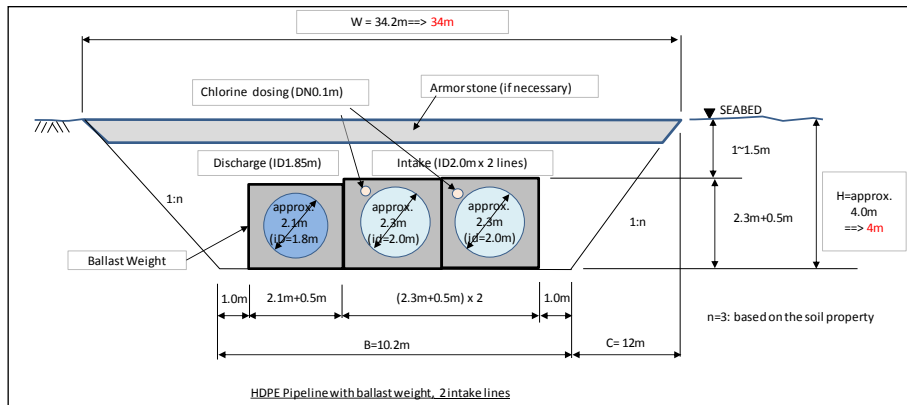 W = 34.2m==> 34m
Chlorine dosing (DN0.1m)
Armor stone (if necessary)
SEABED
1~1.5m
Discharge (ID1.85m)
Intake (ID2.0m x 2 lines)
1:n
approx.
2.1m
(iD=1.8m
approx.
2.3m
(id=2.0m)
approx.
2.3m
(id=2.0m)
1:n
2.3m+0.5m
H=approx.
4.0m
==> 4m
Ballast Weight
1.0m
2.1m+0.5m
(2.3m+0.5m) x 2
1.0m
n=3: based on the soil property
B=10.2m
C= 12m
HDPE Pipeline with ballast weight, 2 intake lines